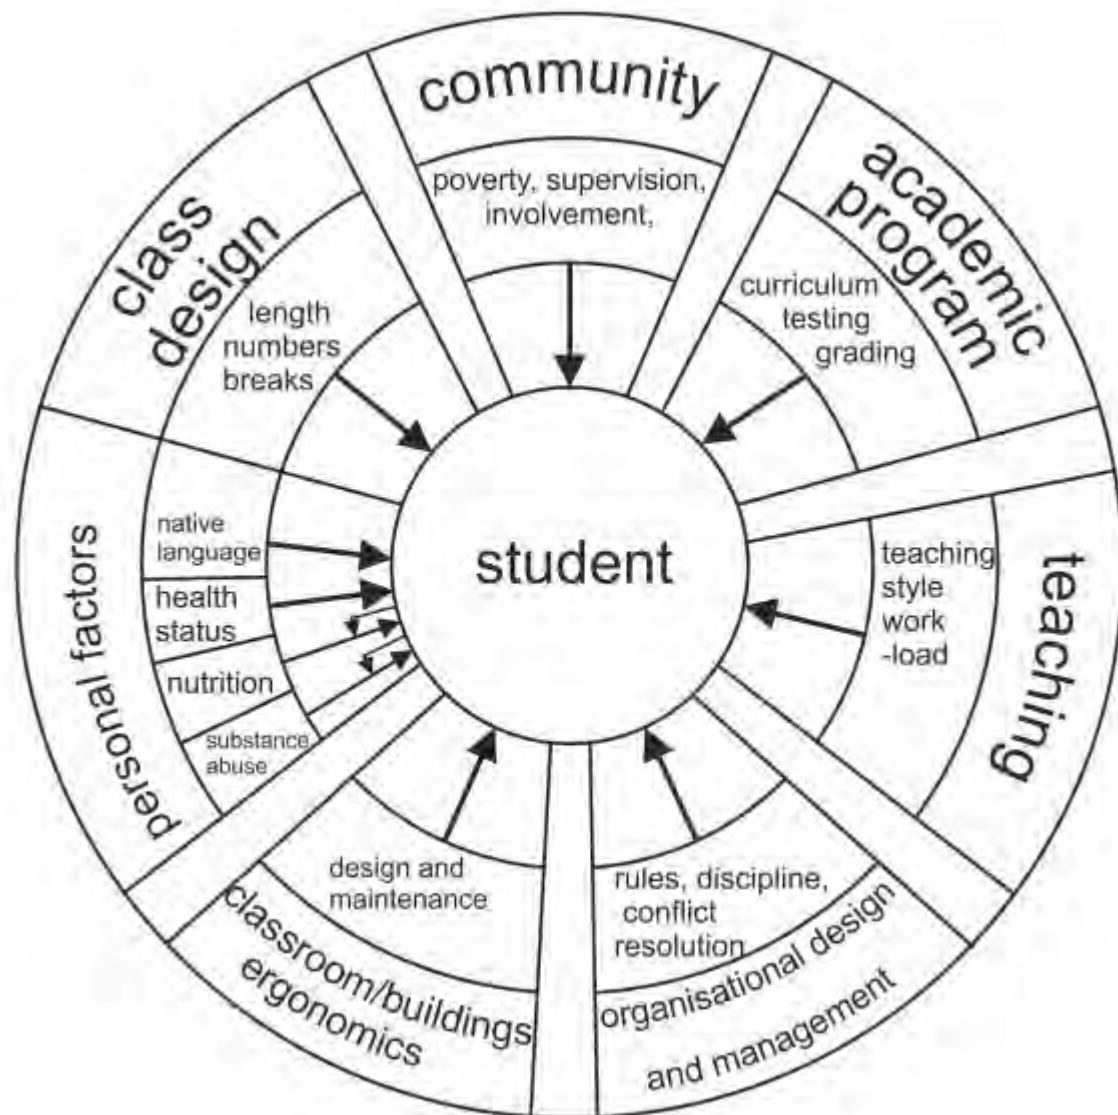 community
poverty, supervision,
involvement,
academic
program
curriculum
testing
grading
teaching
teaching
style
work
-load
organisational design
and management
rules, discipline,
conflict
resolution
classroom/buildings
ergonomics
design and
maintenance
personal factors
native
language
health
status
nutrition
substance
abuse
class
design
length
numbers
breaks
student